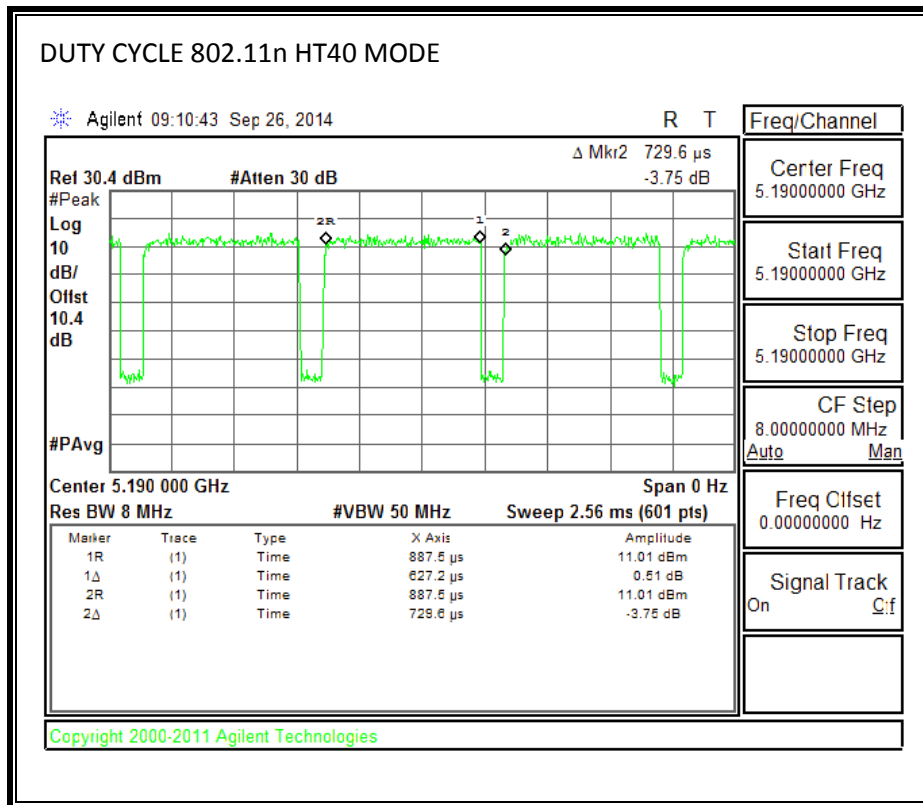 DUTY CYCLE 802.11n HT40 MODE
Agilent 09:10:43 Sep 26, 2014 R T
Freq/Channel
Δ Mkr2 729.6 µs
Ref 30.4 dBm #Atten 30 dB -3.75 dB
#Peak
Log
10
dB/
Offst
10.4
dB
2R 1 2
#PAvg
Center 5.190 000 GHz Span 0 Hz
Res BW 8 MHz #VBW 50 MHz Sweep 2.56 ms (601 pts)
Marker Trace Type X Axis Amplitude
1R (1) Time 887.5 µs 11.01 dBm
1Δ (1) Time 627.2 µs 0.51 dB
2R (1) Time 887.5 µs 11.01 dBm
2Δ (1) Time 729.6 µs -3.75 dB
Center Freq
5.19000000 GHz
Start Freq
5.19000000 GHz
Stop Freq
5.19000000 GHz
CF Step
8.00000000 MHz
Auto Man
Freq Offset
0.00000000 Hz
Signal Track
On Off
Copyright 2000-2011 Agilent Technologies